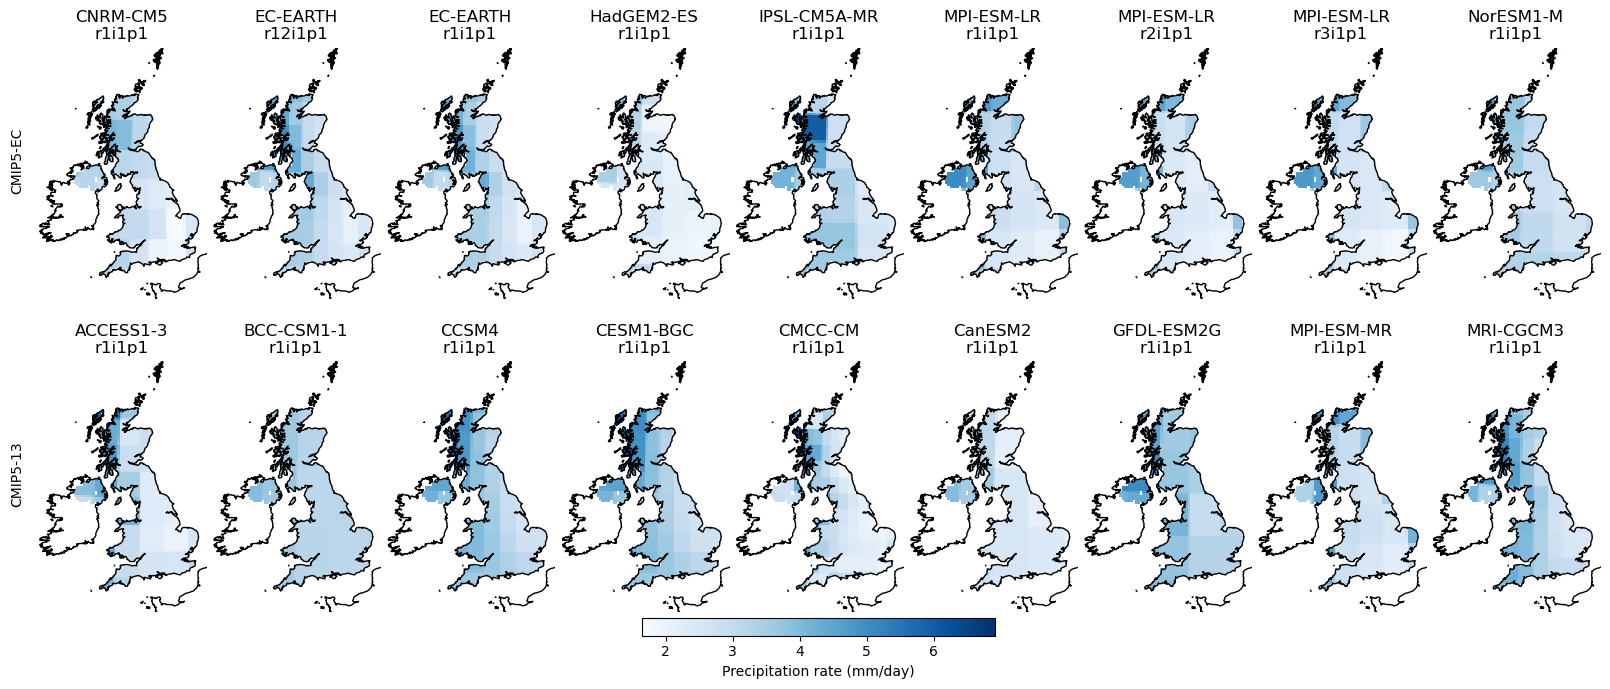 CNRM-CM5 EC-EARTH EC-EARTH HadGEM2-ES IPSL-CM5A-MR MPI-ESM-LR MPI-ESM-LR MPI-ESM-LR NorESM1-M
r1i1p1 r12i1p1 r1i1p1 r1i1p1 r1i1p1 r1i1p1 r2i1p1 r3i1p1 r1i1p1
CMIP5-EC
ACCESS1-3 BCC-CSM1-1 CCSM4 CESM1-BGC CMCC-CM CanESM2 GFDL-ESM2G MPI-ESM-MR MRI-CGCM3
r1i1p1 r1i1p1 r1i1p1 r1i1p1 r1i1p1 r1i1p1 r1i1p1 r1i1p1 r1i1p1
CMIP5-13
2 3 4 5 6
Precipitation rate (mm/day)